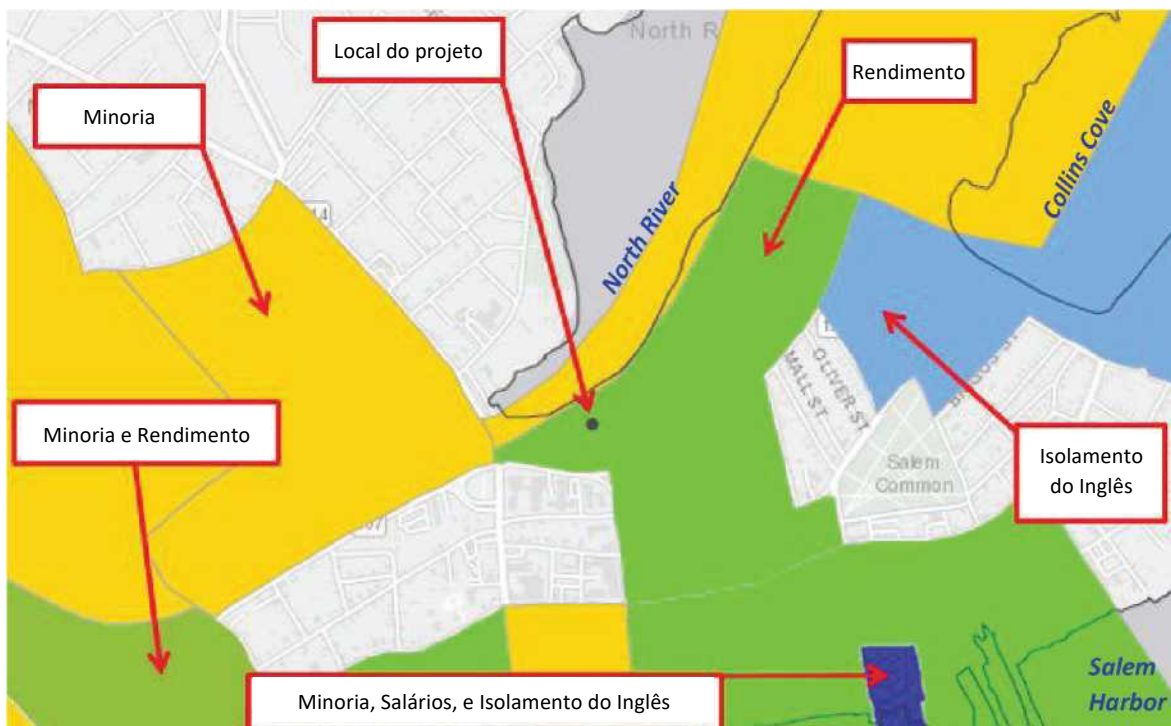 North R
Local do projeto
Rendimento
Minoria
Collins Cove
North River
14
OLIVER ST
MALL ST
Minoria e Rendimento
Salem
Common
Isolamento
do Inglês
Minoria, Salários, e Isolamento do Inglês
Salem
Harbor